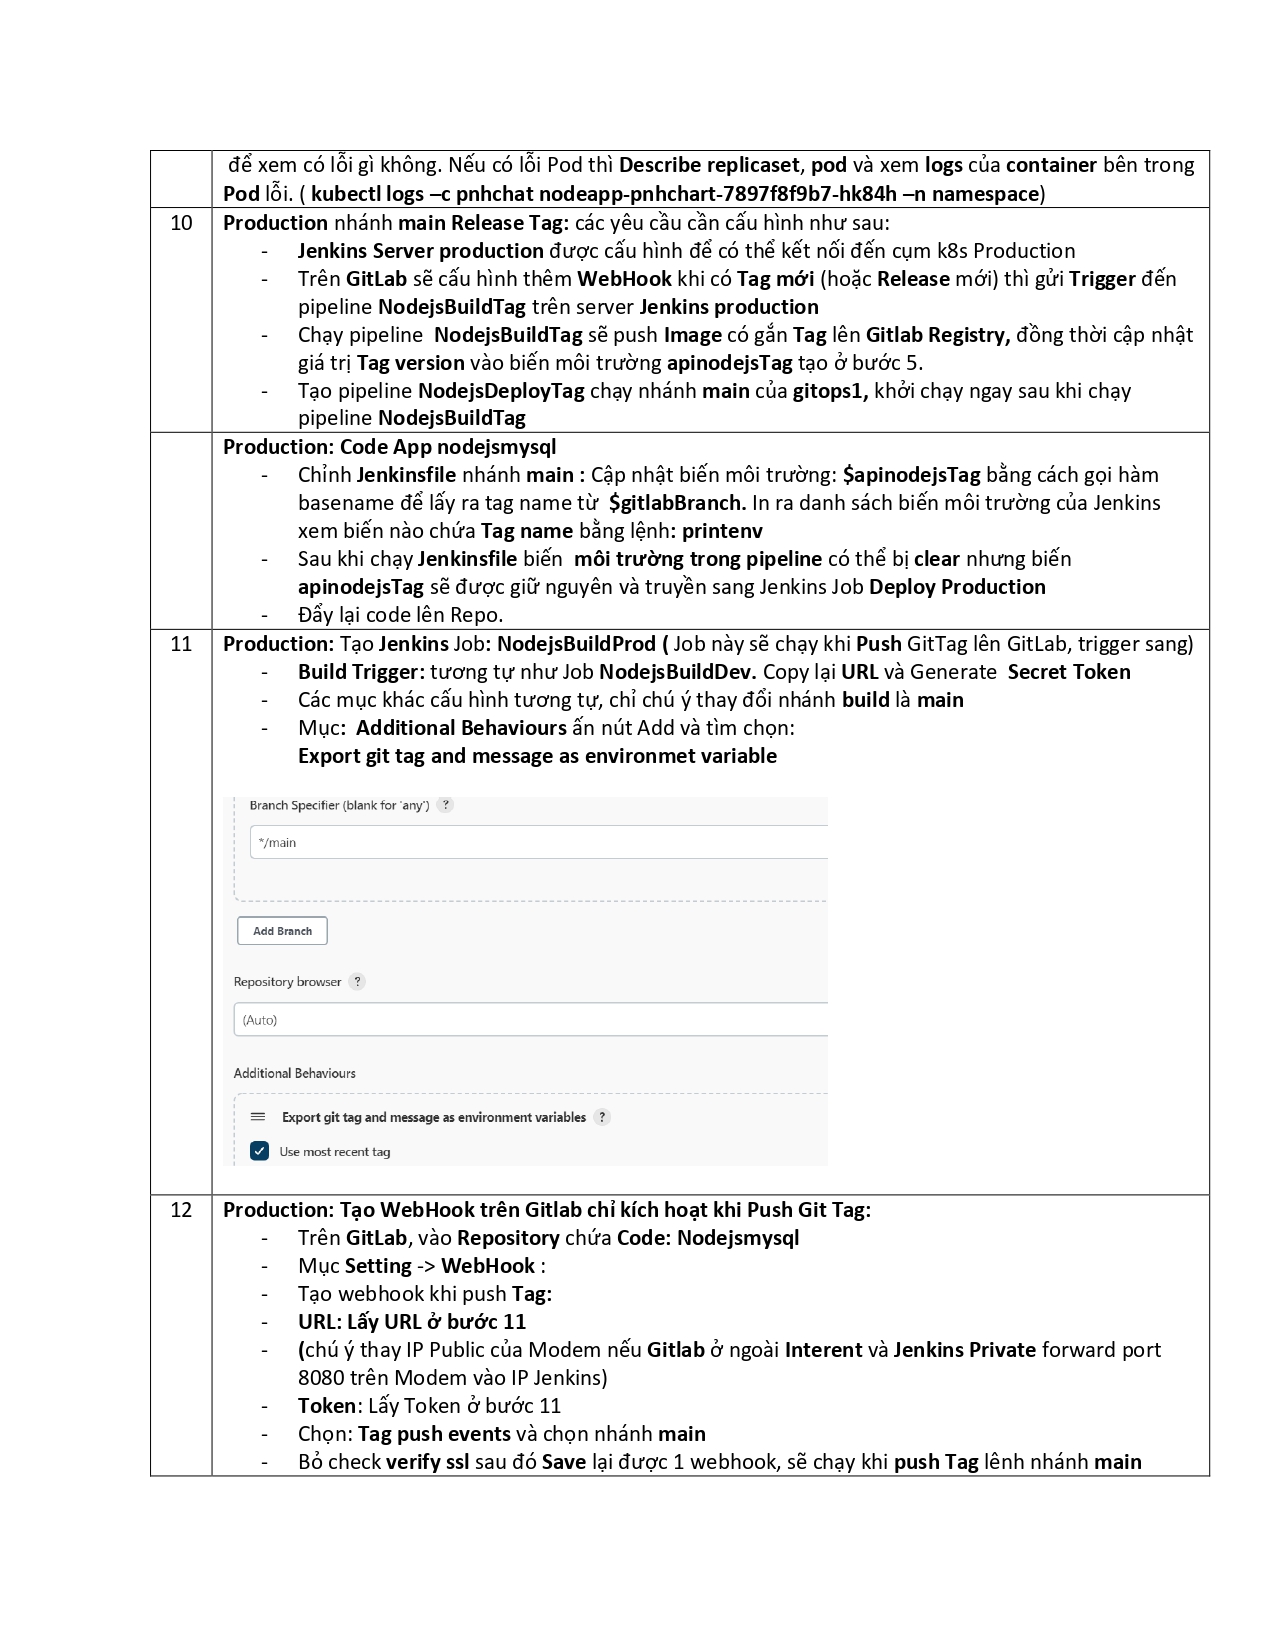 để xem có lỗi gì không. Nếu có lỗi Pod thì Describe replicaset, pod và xem logs của container bên trong
Pod lỗi. ( kubectl logs –c pnhchat nodeapp-pnhchart-7897f8f9b7-hk84h –n namespace)
10 Production nhánh main Release Tag: các yêu cầu cần cấu hình như sau:
- Jenkins Server production được cấu hình để có thể kết nối đến cụm k8s Production
- Trên GitLab sẽ cấu hình thêm WebHook khi có Tag mới (hoặc Release mới) thì gửi Trigger đến
pipeline NodejsBuildTag trên server Jenkins production
- Chạy pipeline NodejsBuildTag sẽ push Image có gắn Tag lên Gitlab Registry, đồng thời cập nhật
giá trị Tag version vào biến môi trường apinodejsTag tạo ở bước 5.
- Tạo pipeline NodejsDeployTag chạy nhánh main của gitops1, khởi chạy ngay sau khi chạy
pipeline NodejsBuildTag
Production: Code App nodejsmysql
- Chỉnh Jenkinsfile nhánh main : Cập nhật biến môi trường: $apinodejsTag bằng cách gọi hàm
basename để lấy ra tag name từ $gitlabBranch. In ra danh sách biến môi trường của Jenkins
xem biến nào chứa Tag name bằng lệnh: printenv
- Sau khi chạy Jenkinsfile biến môi trường trong pipeline có thể bị clear nhưng biến
apinodejsTag sẽ được giữ nguyên và truyền sang Jenkins Job Deploy Production
- Đẩy lại code lên Repo.
11 Production: Tạo Jenkins Job: NodejsBuildProd ( Job này sẽ chạy khi Push GitTag lên GitLab, trigger sang)
- Build Trigger: tương tự như Job NodejsBuildDev. Copy lại URL và Generate Secret Token
- Các mục khác cấu hình tương tự, chỉ chú ý thay đổi nhánh build là main
- Mục: Additional Behaviours ấn nút Add và tìm chọn:
Export git tag and message as environmet variable
Branch Specifier (blank for 'any') ?
*/main
Add Branch
Repository browser ?
(Auto)
Additional Behaviours
Export git tag and message as environment variables ?
Use most recent tag
12 Production: Tạo WebHook trên Gitlab chỉ kích hoạt khi Push Git Tag:
- Trên GitLab, vào Repository chứa Code: Nodejsmysql
- Mục Setting -> WebHook :
- Tạo webhook khi push Tag:
- URL: Lấy URL ở bước 11
- (chú ý thay IP Public của Modem nếu Gitlab ở ngoài Interent và Jenkins Private forward port
8080 trên Modem vào IP Jenkins)
- Token: Lấy Token ở bước 11
- Chọn: Tag push events và chọn nhánh main
- Bỏ check verify ssl sau đó Save lại được 1 webhook, sẽ chạy khi push Tag lênh nhánh main